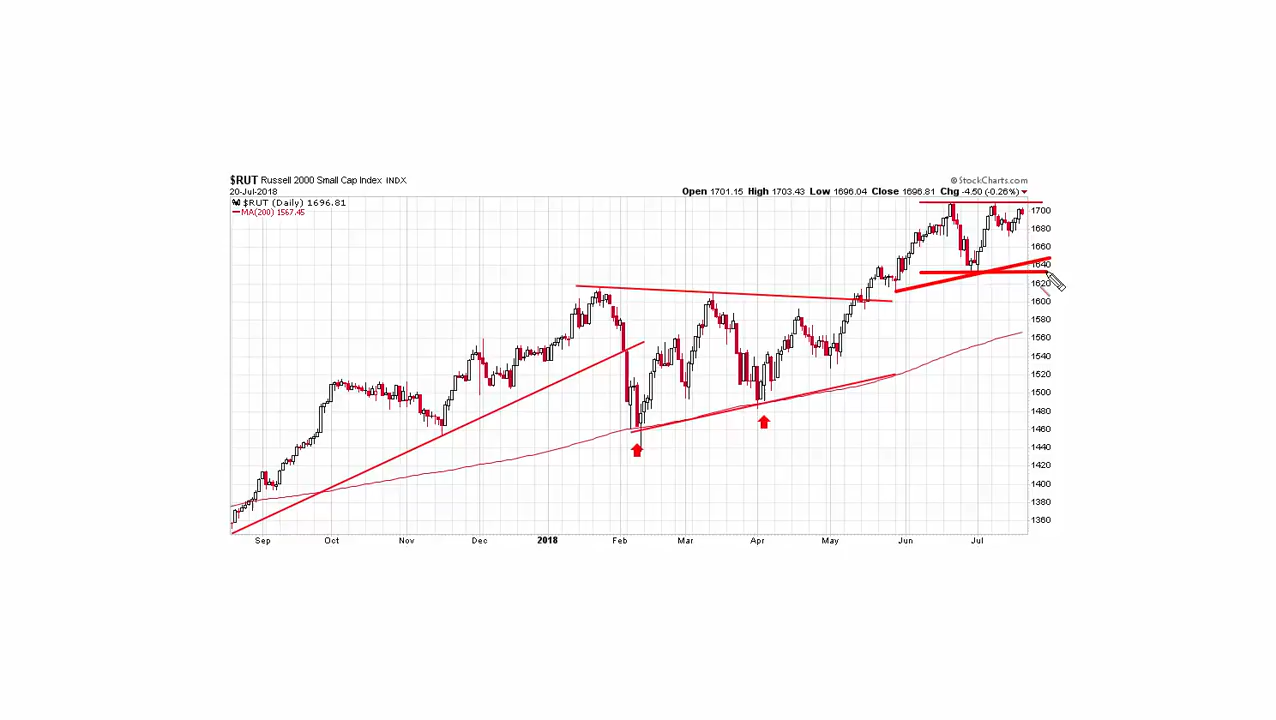 $RUT Russell 2000 Small Cap Index INDX
© StockCharts.com
20-Jul-2018
Open 1701.15 High 1703.43 Low 1696.04 Close 1696.81 Chg -4.50 (-0.26%)
$RUT (Daily) 1696.81
MA(200) 1567.45
1700
1680
1660
1640
1620
1600
1580
1560
1540
1520
1500
1480
1460
1440
1420
1400
1380
1360
Sep Oct Nov Dec 2018 Feb Mar Apr May Jun Jul